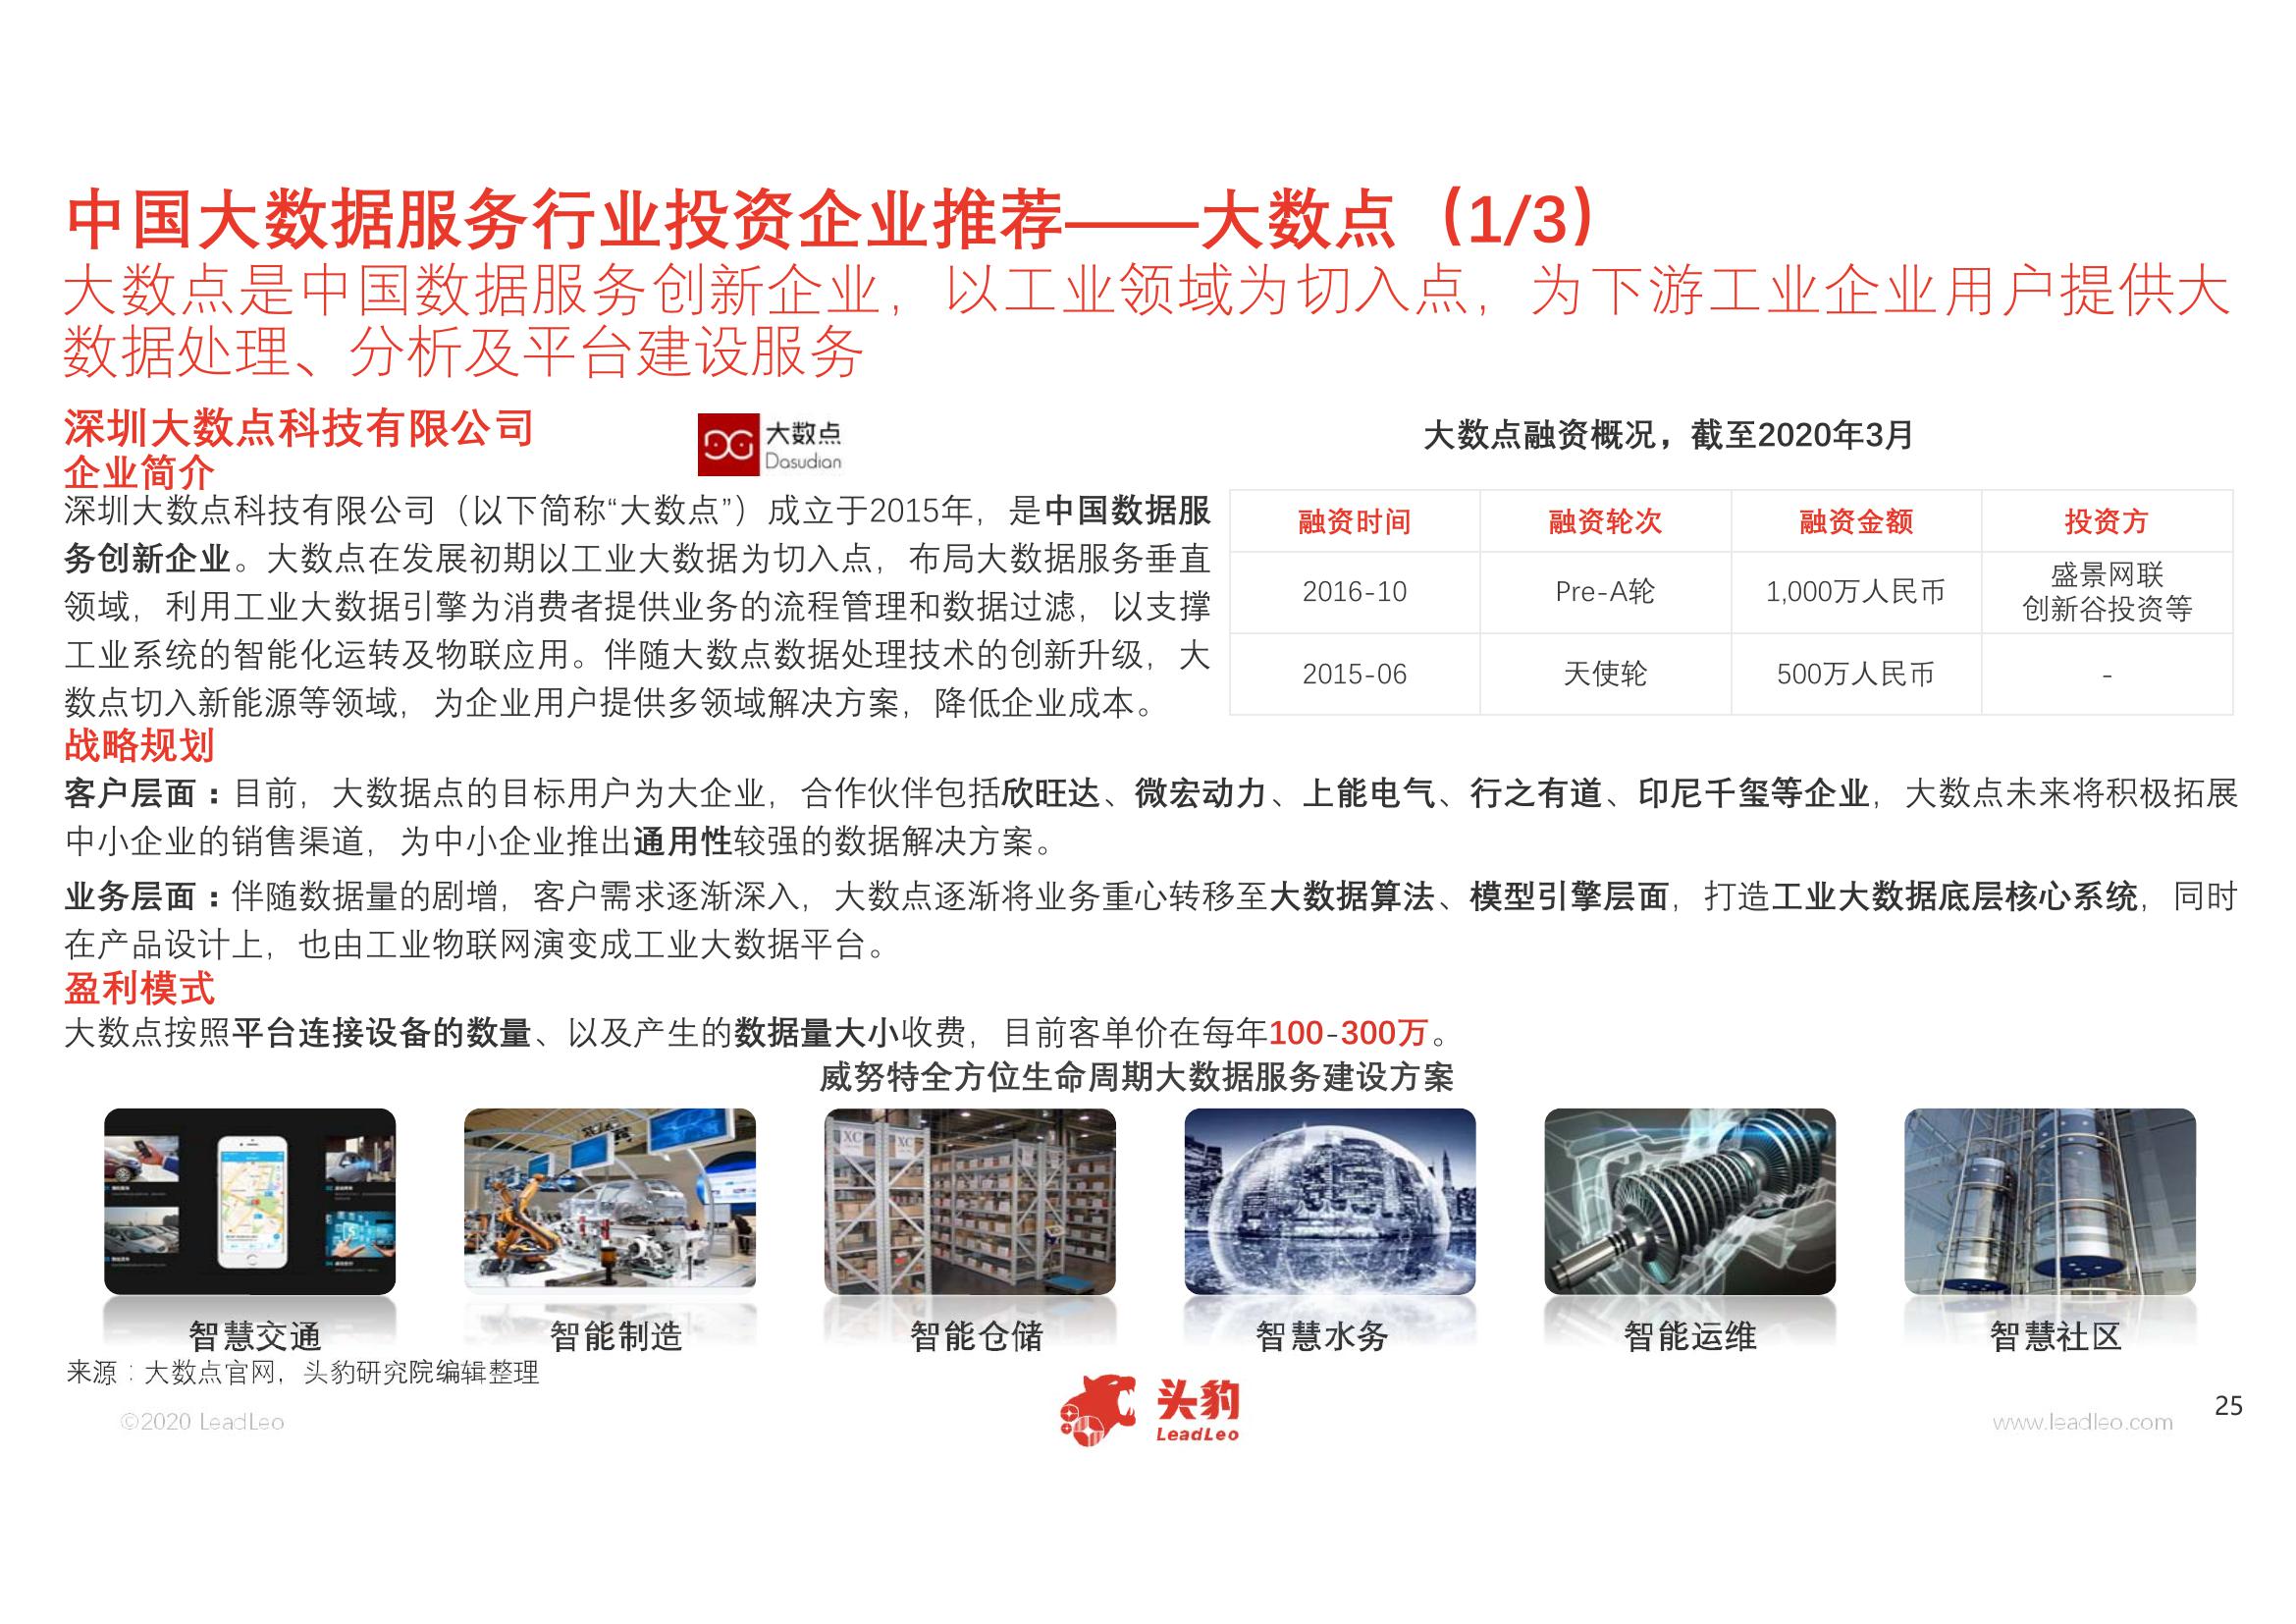 中国大数据服务行业投资企业推荐——大数点（1/3）
大数点是中国数据服务创新企业，以工业领域为切入点，为下游工业企业用户提供大
数据处理、分析及平台建设服务
深圳大数点科技有限公司
企业简介
大数点
Dasudian
深圳大数点科技有限公司（以下简称“大数点”）成立于2015年，是中国数据服
务创新企业。大数点在发展初期以工业大数据为切入点，布局大数据服务垂直
领域，利用工业大数据引擎为消费者提供业务的流程管理和数据过滤，以支撑
工业系统的智能化运转及物联应用。伴随大数点数据处理技术的创新升级，大
数点切入新能源等领域，为企业用户提供多领域解决方案，降低企业成本。
大数点融资概况，截至2020年3月
融资时间 融资轮次 融资金额 投资方
2016-10 Pre-A轮 1,000万人民币 盛景网联
创新谷投资等
2015-06 天使轮 500万人民币 -
战略规划
客户层面：目前，大数据点的目标用户为大企业，合作伙伴包括欣旺达、微宏动力、上能电气、行之有道、印尼千玺等企业，大数点未来将积极拓展
中小企业的销售渠道，为中小企业推出通用性较强的数据解决方案。
业务层面：伴随数据量的剧增，客户需求逐渐深入，大数点逐渐将业务重心转移至大数据算法、模型引擎层面，打造工业大数据底层核心系统，同时
在产品设计上，也由工业物联网演变成工业大数据平台。
盈利模式
大数点按照平台连接设备的数量、以及产生的数据量大小收费，目前客单价在每年100-300万。
威努特全方位生命周期大数据服务建设方案
XC XC
智慧交通 智能制造 智能仓储 智慧水务 智能运维 智慧社区
来源：大数点官网，头豹研究院编辑整理
©2020 LeadLeo
头豹
LeadLeo
www.leadleo.com
25